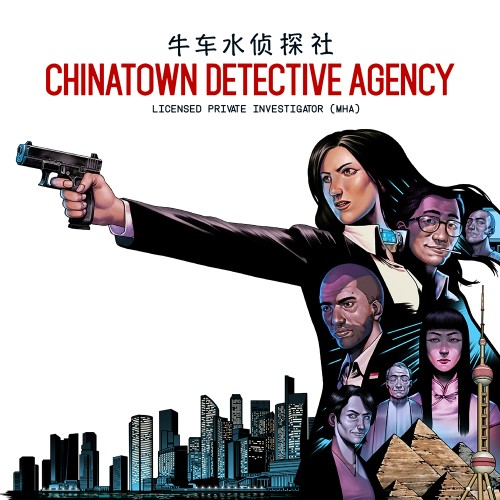 牛车水侦探社
CHINATOWN DETECTIVE AGENCY
LICENSED PRIVATE INVESTIGATOR (MHA)